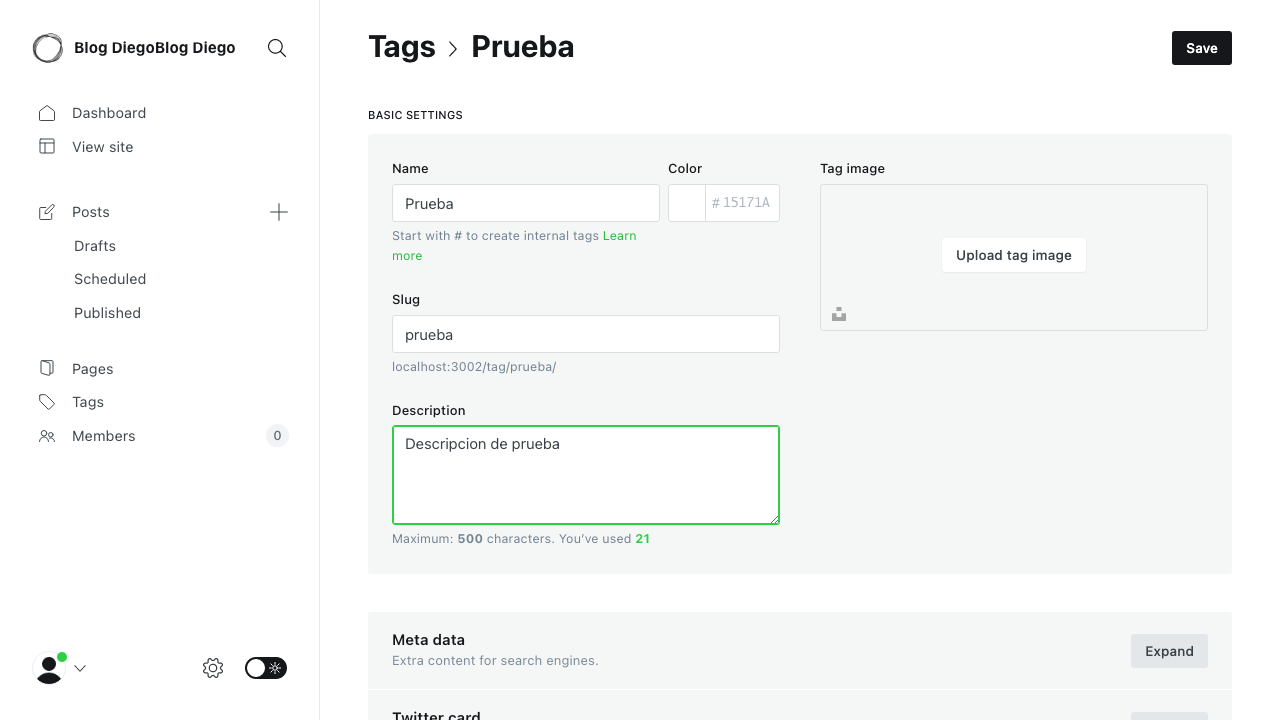 Blog DiegoBlog Diego
Dashboard
View site
Posts
Drafts
Scheduled
Published
Pages
Tags
Members 0
Tags > Prueba
Save
BASIC SETTINGS
Name
Prueba
Start with # to create internal tags Learn
more
Color
# 15171A
Slug
prueba
localhost:3002/tag/prueba/
Description
Descripcion de prueba
Maximum: 500 characters. You’ve used 21
Tag image
Upload tag image
Meta data
Extra content for search engines.
Expand
Twitter card